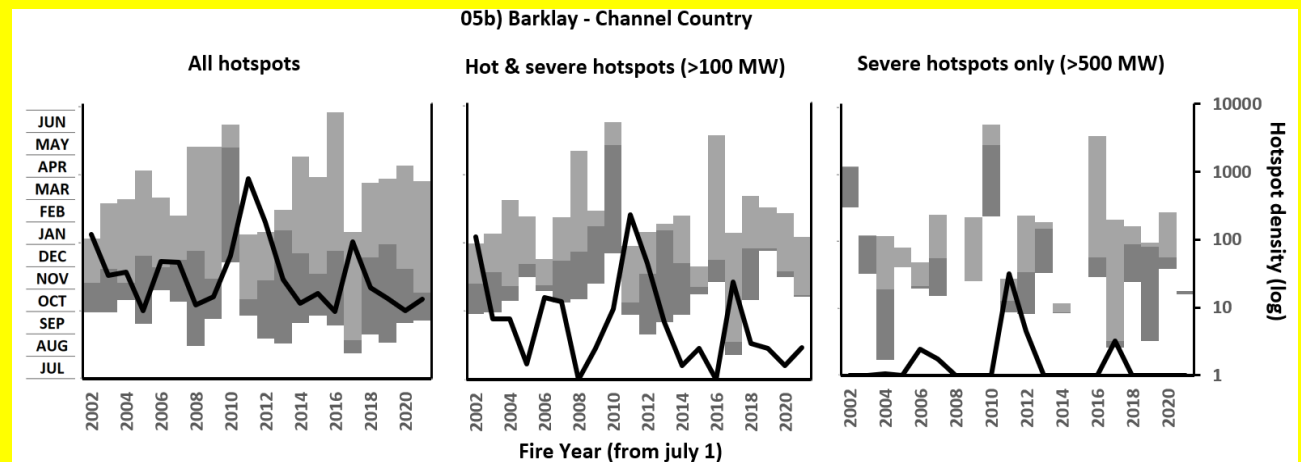 05b) Barklay - Channel Country
All hotspots
Hot & severe hotspots (>100 MW)
Severe hotspots only (>500 MW)
JUN
MAY
APR
MAR
FEB
JAN
DEC
NOV
OCT
SEP
AUG
JUL
10000
1000
100
10
1
Hotspot density (log)
2002 2004 2006 2008 2010 2012 2014 2016 2018 2020
2002 2004 2006 2008 2010 2012 2014 2016 2018 2020
2002 2004 2006 2008 2010 2012 2014 2016 2018 2020
Fire Year (from july 1)